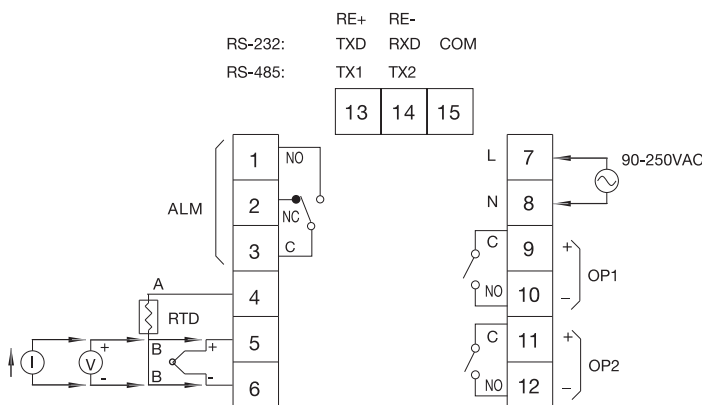 RE+ RE-
RS-232: TXD RXD COM
RS-485: TX1 TX2
13 14 15
1 NO
2 NC
3 C
ALM
4 A
RTD
5 B +
6 B -
I
V + -
L 7
N 8
90-250VAC
C 9 +
NO 10 –
OP1
C 11 +
NO 12 –
OP2